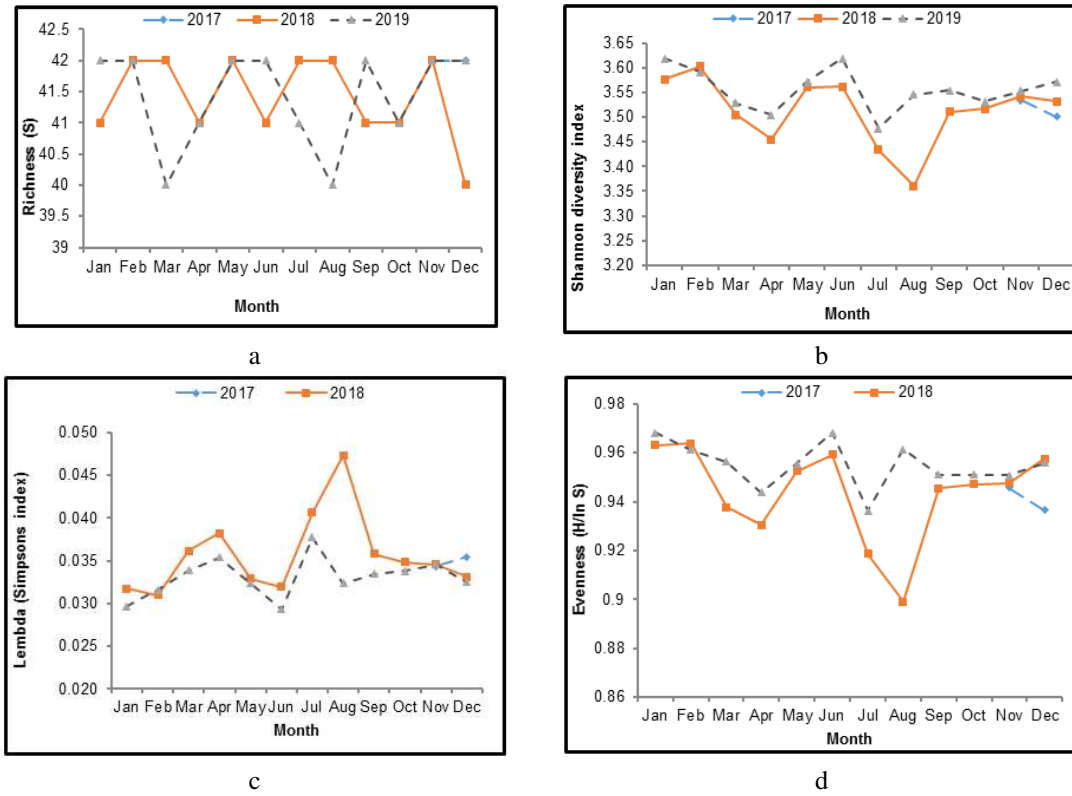 2017 2018 2019
42.5
42
41.5
41
40.5
40
39.5
39
Richness (S)
Jan Feb Mar Apr May Jun Jul Aug Sep Oct Nov Dec
Month
a
2017 2018 2019
3.65
3.60
3.55
3.50
3.45
3.40
3.35
3.30
3.25
3.20
Shannon diversity index
Jan Feb Mar Apr May Jun Jul Aug Sep Oct Nov Dec
Month
b
2017 2018
0.050
0.045
0.040
0.035
0.030
0.025
0.020
Lembda (Simpsons index)
Jan Feb Mar Apr May Jun Jul Aug Sep Oct Nov Dec
Month
c
2017 2018
0.98
0.96
0.94
0.92
0.9
0.88
0.86
Evenness (H/ln S)
Jan Feb Mar Apr May Jun Jul Aug Sep Oct Nov Dec
Month
d